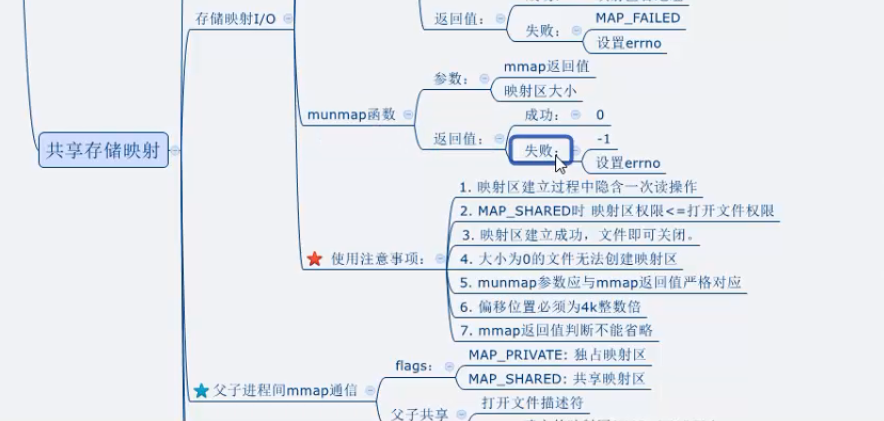 存储映射I/O
返回值：
失败：
MAP_FAILED
设置errno
munmap函数
参数：
mmap返回值
映射区大小
返回值：
成功：
0
失败：
-1
设置errno
共享存储映射
使用注意事项：
1. 映射区建立过程中隐含一次读操作
2. MAP_SHARED时 映射区权限<=打开文件权限
3. 映射区建立成功，文件即可关闭。
4. 大小为0的文件无法创建映射区
5. munmap参数应与mmap返回值严格对应
6. 偏移位置必须为4k整数倍
7. mmap返回值判断不能省略
父子进程间mmap通信
flags：
MAP_PRIVATE: 独占映射区
MAP_SHARED: 共享映射区
父子共享
打开文件描述符